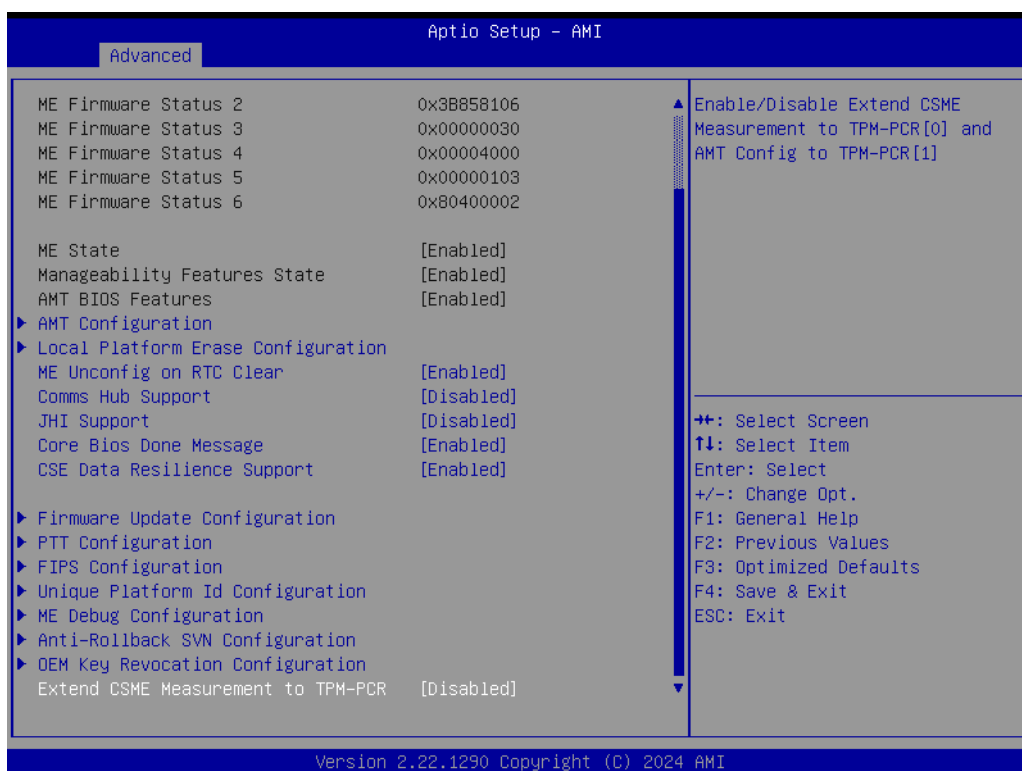 Aptio Setup - AMI
Advanced
ME Firmware Status 2 0x3B858106
ME Firmware Status 3 0x00000030
ME Firmware Status 4 0x00004000
ME Firmware Status 5 0x00000103
ME Firmware Status 6 0x80400002
ME State [Enabled]
Manageability Features State [Enabled]
AMT BIOS Features [Enabled]
AMT Configuration
Local Platform Erase Configuration
ME Unconfig on RTC Clear [Enabled]
Comms Hub Support [Disabled]
JHI Support [Disabled]
Core Bios Done Message [Enabled]
CSE Data Resilience Support [Enabled]
Firmware Update Configuration
PTT Configuration
FIPS Configuration
Unique Platform Id Configuration
ME Debug Configuration
Anti-Rollback SVN Configuration
OEM Key Revocation Configuration
Extend CSME Measurement to TPM-PCR [Disabled]
Enable/Disable Extend CSME
Measurement to TPM-PCR[0] and
AMT Config to TPM-PCR[1]
→←: Select Screen
↑↓: Select Item
Enter: Select
+/-: Change Opt.
F1: General Help
F2: Previous Values
F3: Optimized Defaults
F4: Save & Exit
ESC: Exit
Version 2.22.1290 Copyright (C) 2024 AMI